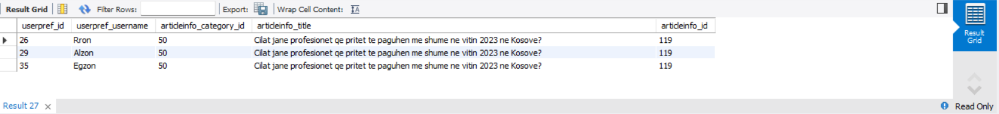 Result Grid Filter Rows: Export: Wrap Cell Content: IA
userpref_id userpref_username articleinfo_category_id articleinfo_title articleinfo_id
26 Rron 50 Cilat jane profesionet qe pritet te paguhen me shume ne vitin 2023 ne Kosove? 119
29 Alzon 50 Cilat jane profesionet qe pritet te paguhen me shume ne vitin 2023 ne Kosove? 119
35 Egzon 50 Cilat jane profesionet qe pritet te paguhen me shume ne vitin 2023 ne Kosove? 119
Result
Grid
Result 27 Read Only